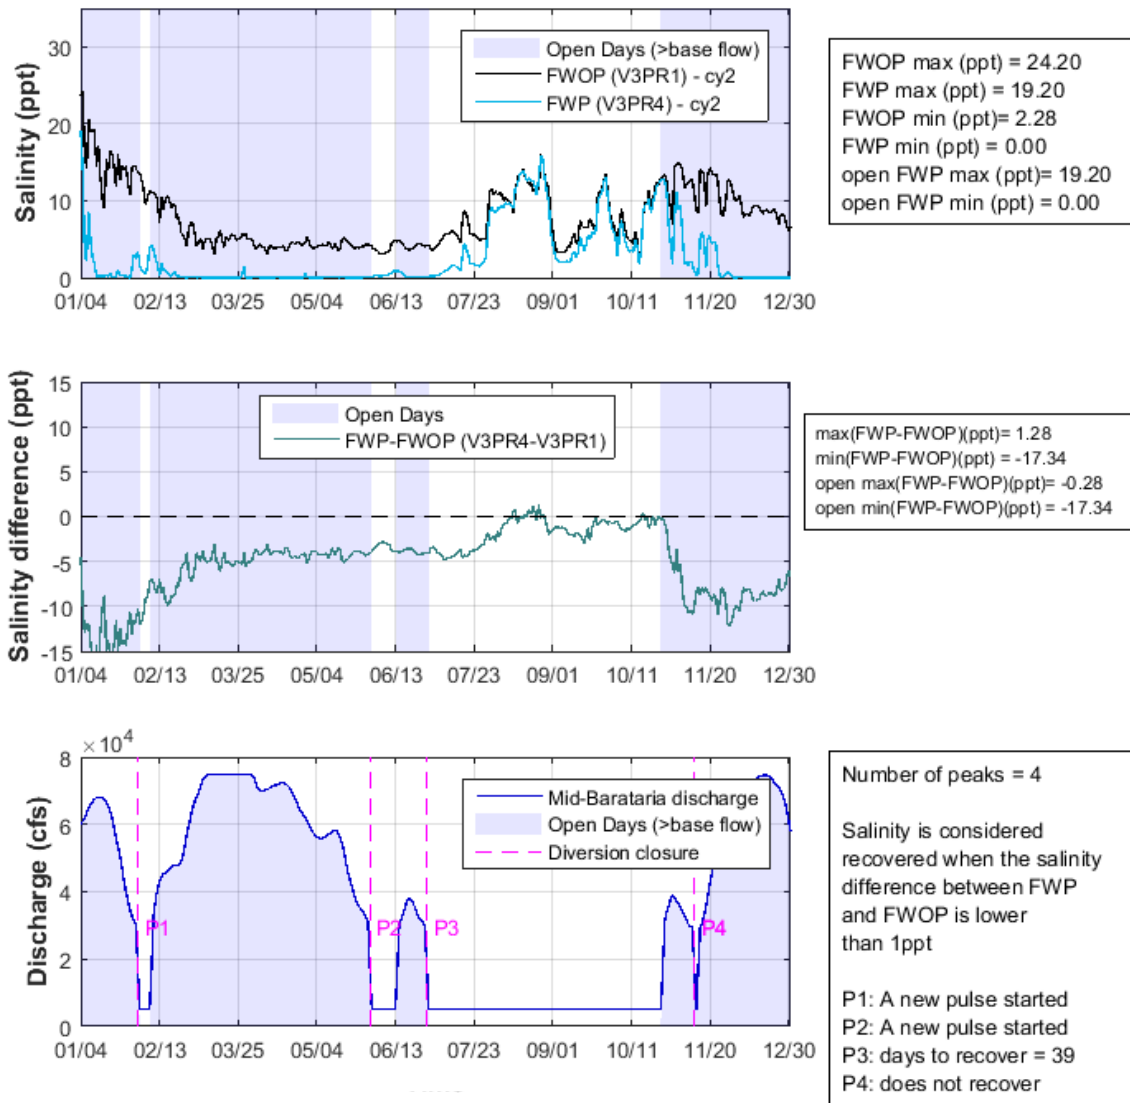 Salinity (ppt)
30
20
10
0
Open Days (>base flow)
FWOP (V3PR1) - cy2
FWP (V3PR4) - cy2
01/04 02/13 03/25 05/04 06/13 07/23 09/01 10/11 11/20 12/30
FWOP max (ppt) = 24.20
FWP max (ppt) = 19.20
FWOP min (ppt)= 2.28
FWP min (ppt) = 0.00
open FWP max (ppt)= 19.20
open FWP min (ppt) = 0.00
Salinity difference (ppt)
15
10
5
0
-5
-10
-15
Open Days
FWP-FWOP (V3PR4-V3PR1)
01/04 02/13 03/25 05/04 06/13 07/23 09/01 10/11 11/20 12/30
max(FWP-FWOP)(ppt)= 1.28
min(FWP-FWOP)(ppt) = -17.34
open max(FWP-FWOP)(ppt)= -0.28
open min(FWP-FWOP)(ppt) = -17.34
Discharge (cfs)
×10⁴
8
6
4
2
0
Mid-Barataria discharge
Open Days (>base flow)
Diversion closure
P1 P2 P3 P4
01/04 02/13 03/25 05/04 06/13 07/23 09/01 10/11 11/20 12/30
Number of peaks = 4
Salinity is considered
recovered when the salinity
difference between FWP
and FWOP is lower
than 1ppt
P1: A new pulse started
P2: A new pulse started
P3: days to recover = 39
P4: does not recover